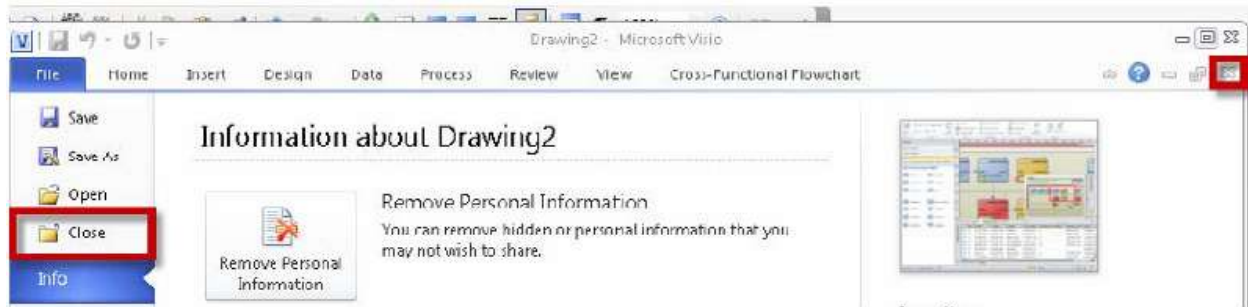 Drawing2 - Microsoft Visio
File Home Insert Design Data Process Review View Cross-Functional Flowchart
Save
Save As
Open
Close
Info
Information about Drawing2
Remove Personal Information
Remove Personal Information
You can remove hidden or personal information that you
may not wish to share.